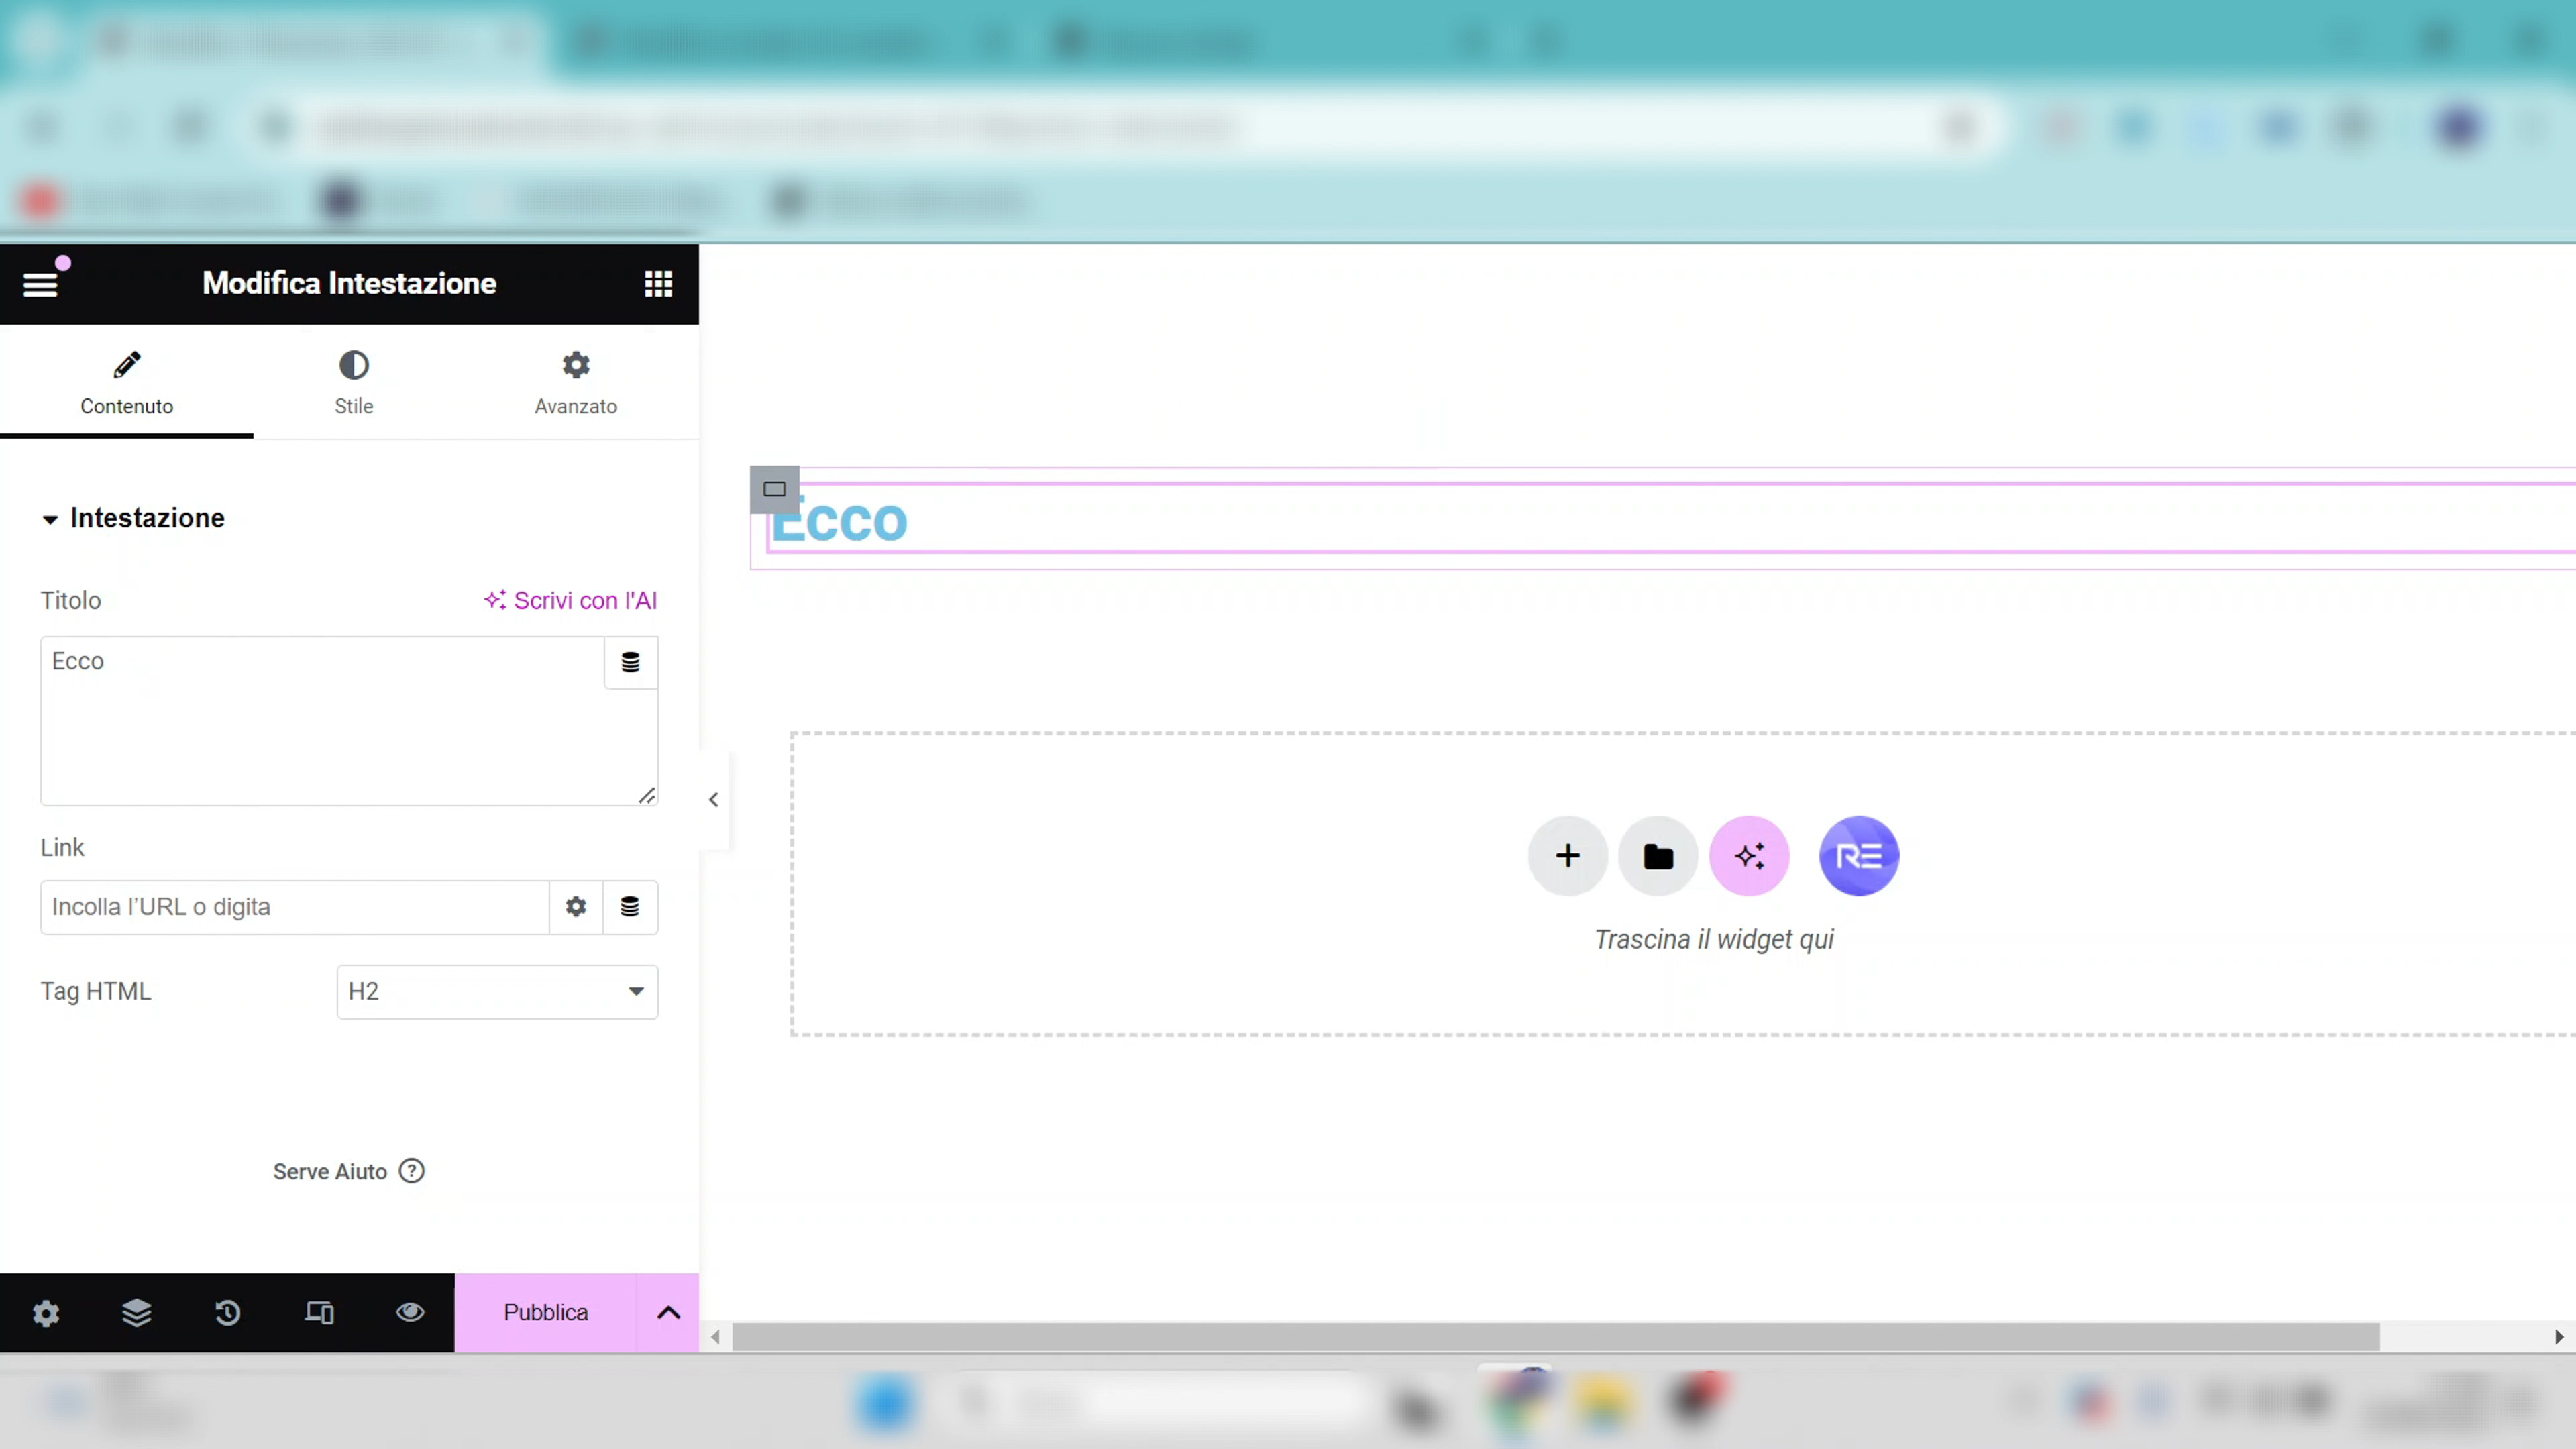 Modifica Intestazione
Contenuto
Stile
Avanzato
Intestazione
Titolo
Scrivi con l'AI
Ecco
Link
Incolla l’URL o digita
Tag HTML
H2
Serve Aiuto
Pubblica
Ecco
RE
Trascina il widget qui